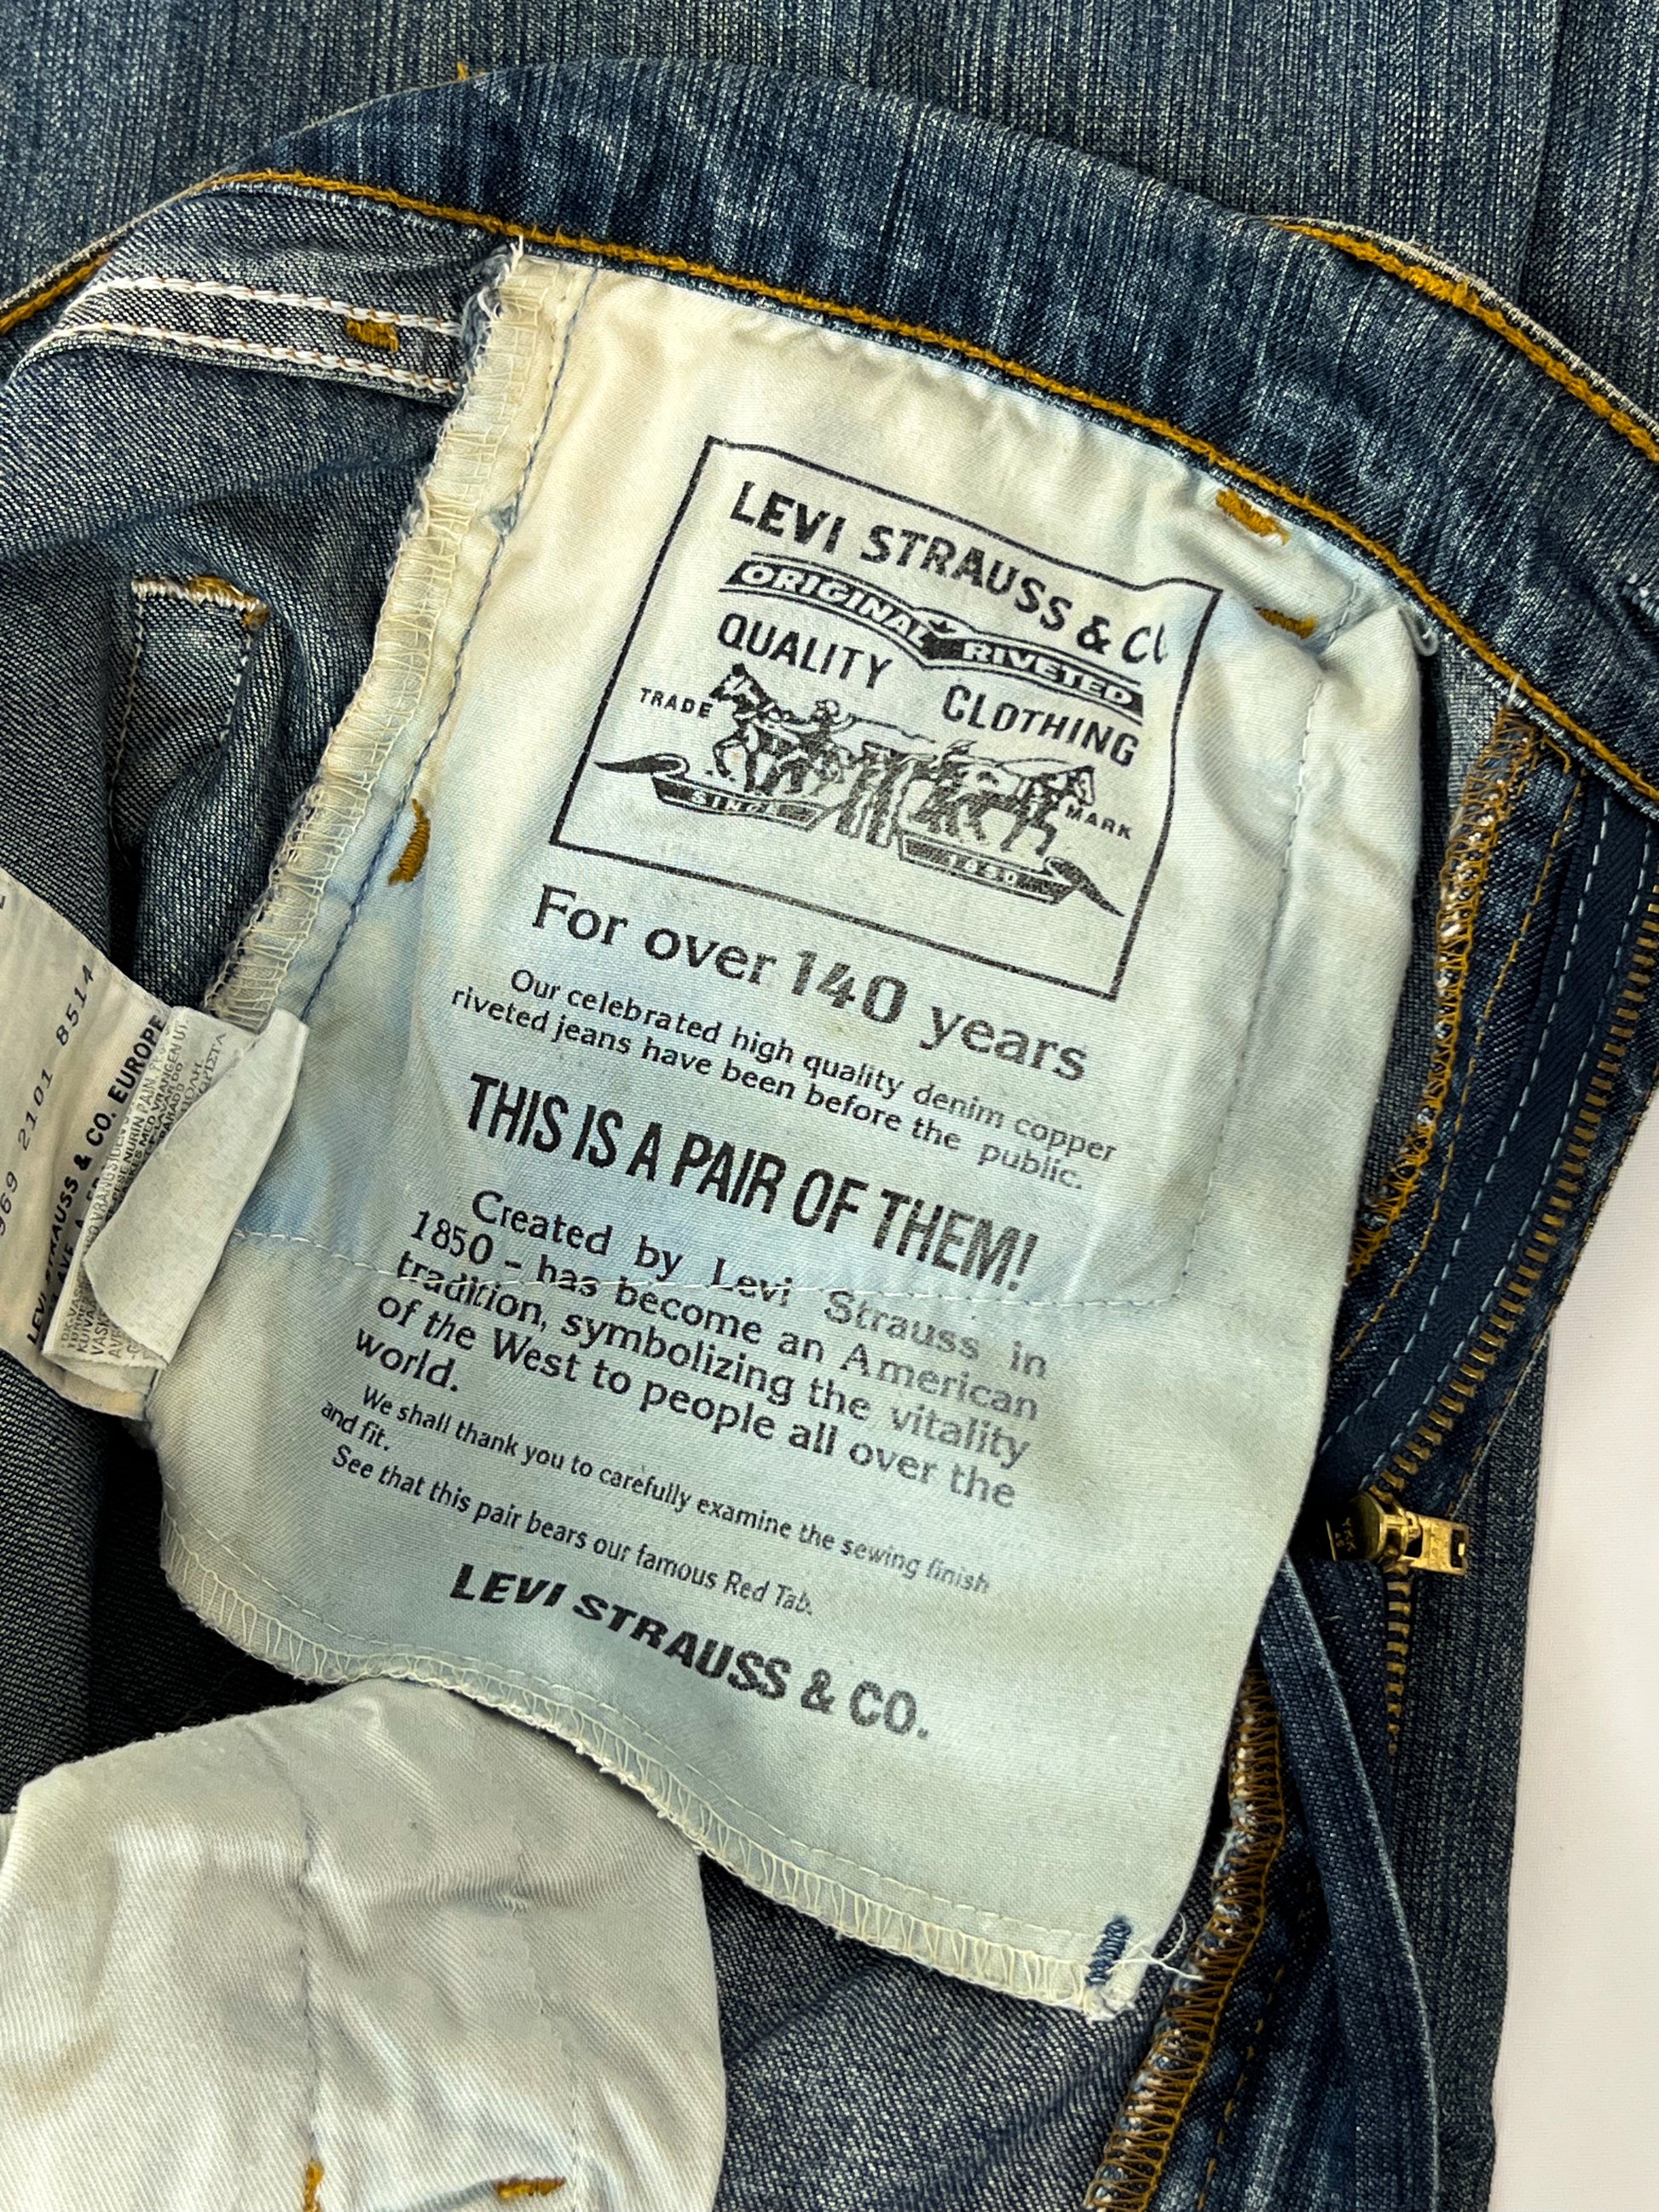 LEVI STRAUSS & CO
ORIGINAL RIVETED
QUALITY CLOTHING
TRADE MARK
SINCE 1850
For over 140 years
Our celebrated high quality denim copper
riveted jeans have been before the public.
THIS IS A PAIR OF THEM!
Created by Levi Strauss in
1850 – has become an American
tradition, symbolizing the vitality
of the West to people all over the
world.
We shall thank you to carefully examine the sewing finish
and fit.
See that this pair bears our famous Red Tab.
LEVI STRAUSS & CO.
969 2101 8514
LEVI STRAUSS & CO. EUROPE
YKK